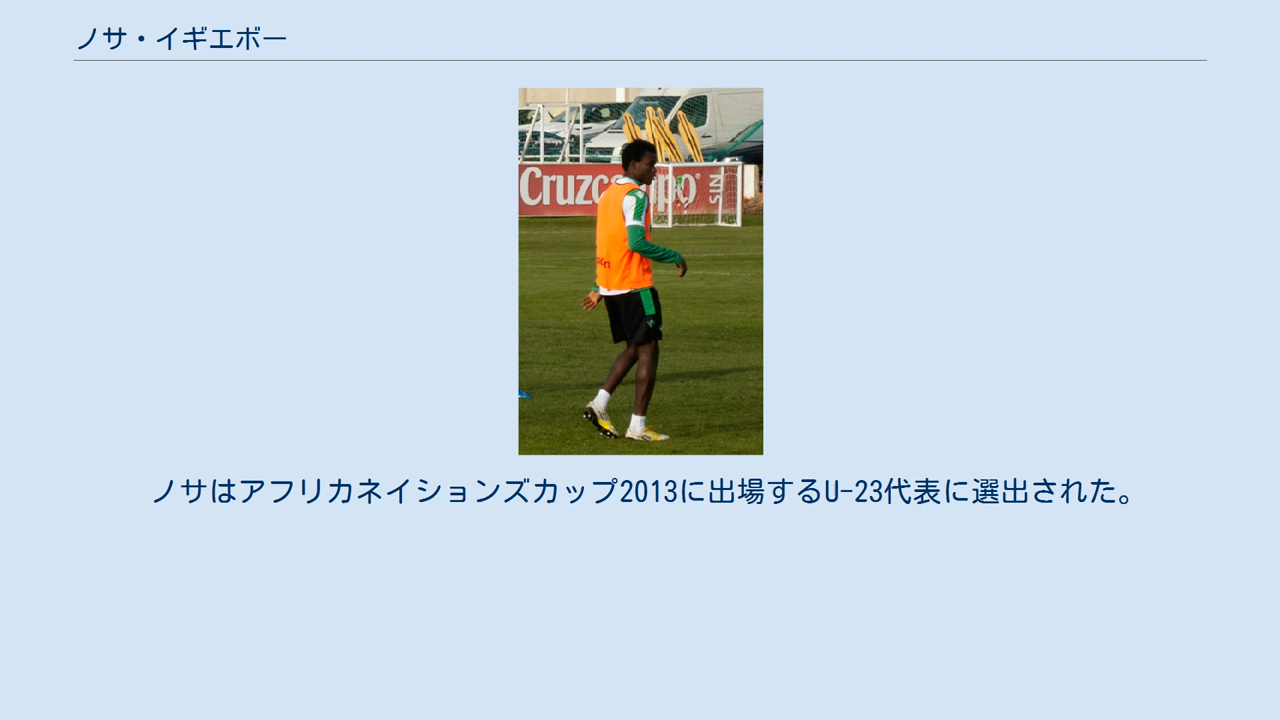 ノサ・イギエボー
Cruzcampo®
SIN
ノサはアフリカネイションズカップ2013に出場するU-23代表に選出された。